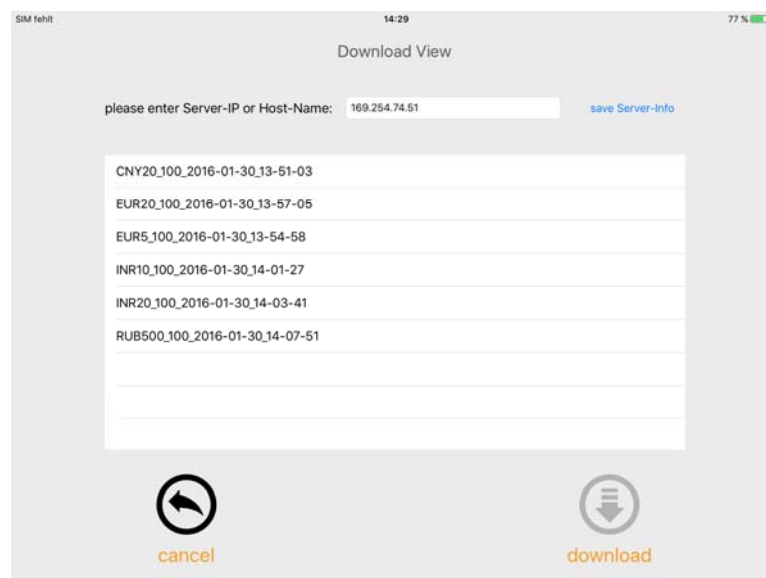 SIM fehlt 14:29 77 %
Download View
please enter Server-IP or Host-Name: 169.254.74.51 save Server-Info
CNY20_100_2016-01-30_13-51-03
EUR20_100_2016-01-30_13-57-05
EUR5_100_2016-01-30_13-54-58
INR10_100_2016-01-30_14-01-27
INR20_100_2016-01-30_14-03-41
RUB500_100_2016-01-30_14-07-51
cancel download